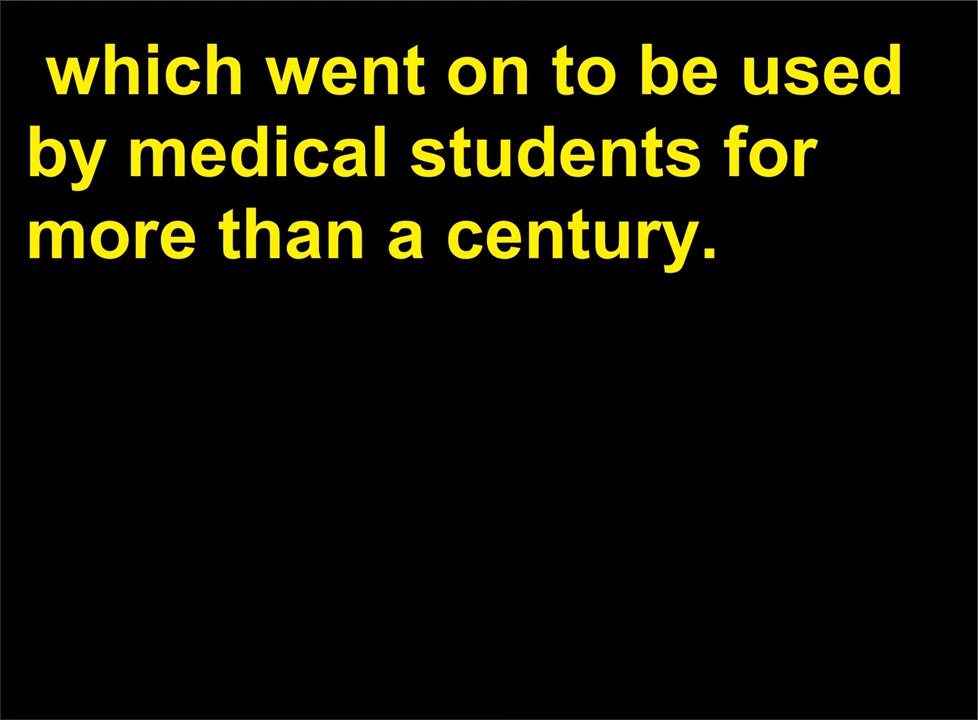 which went on to be used
by medical students for
more than a century.